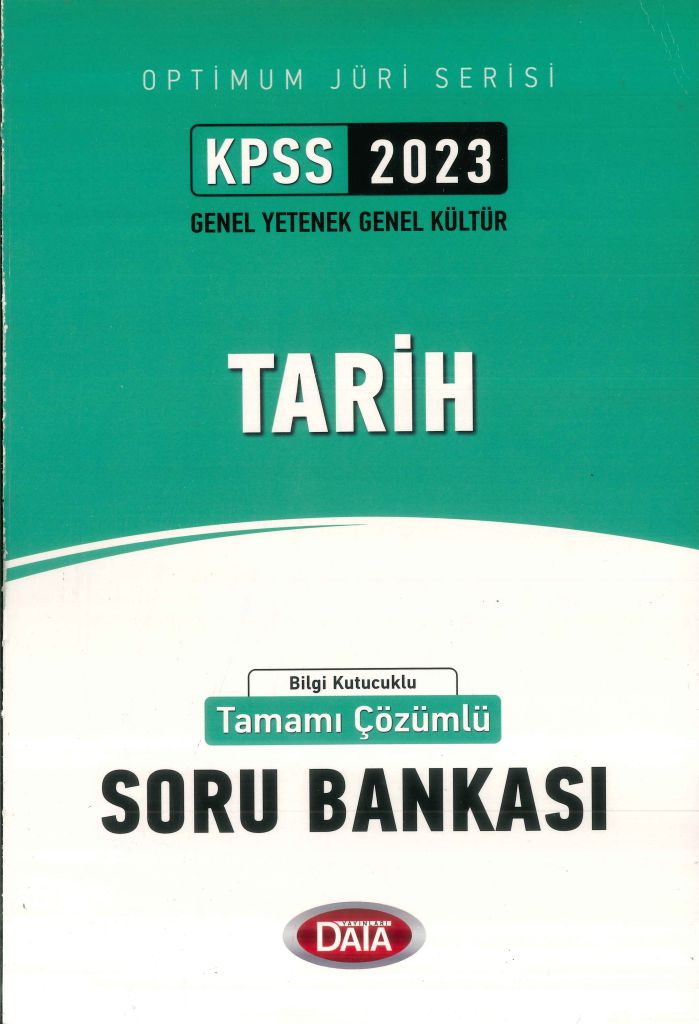 OPTİMUM JÜRİ SERİSİ
KPSS 2023
GENEL YETENEK GENEL KÜLTÜR
TARİH
Bilgi Kutucuklu
Tamamı Çözümlü
SORU BANKASI
YAYINLARI
DATA